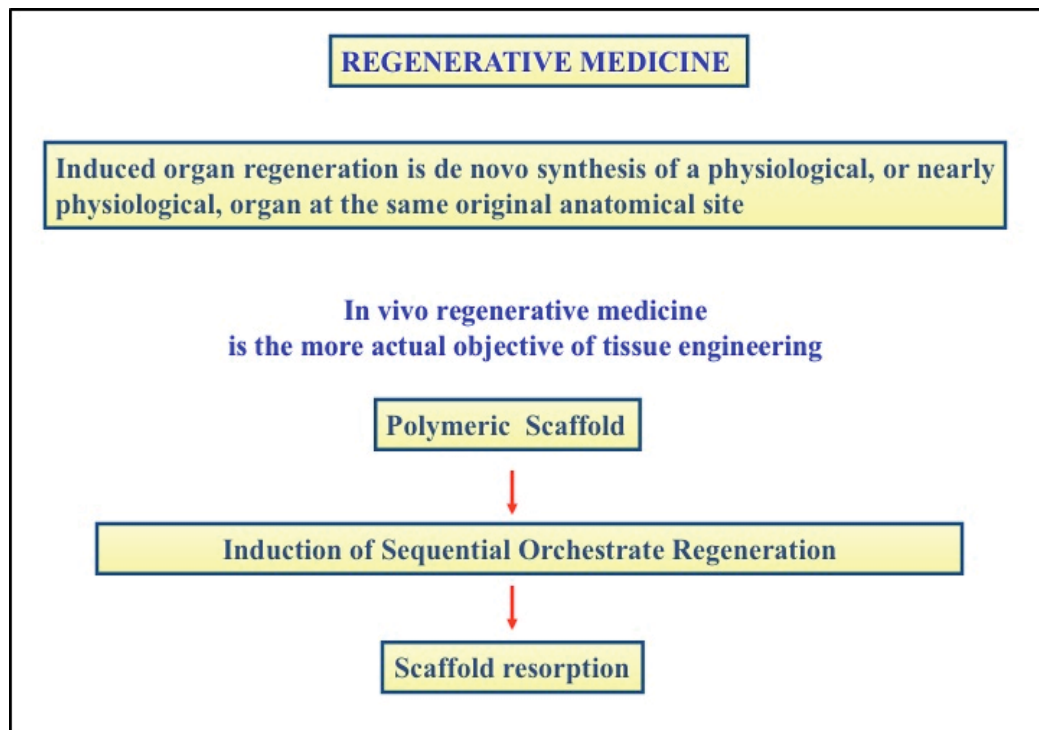 REGENERATIVE MEDICINE
Induced organ regeneration is de novo synthesis of a physiological, or nearly
physiological, organ at the same original anatomical site
In vivo regenerative medicine
is the more actual objective of tissue engineering
Polymeric Scaffold
Induction of Sequential Orchestrate Regeneration
Scaffold resorption